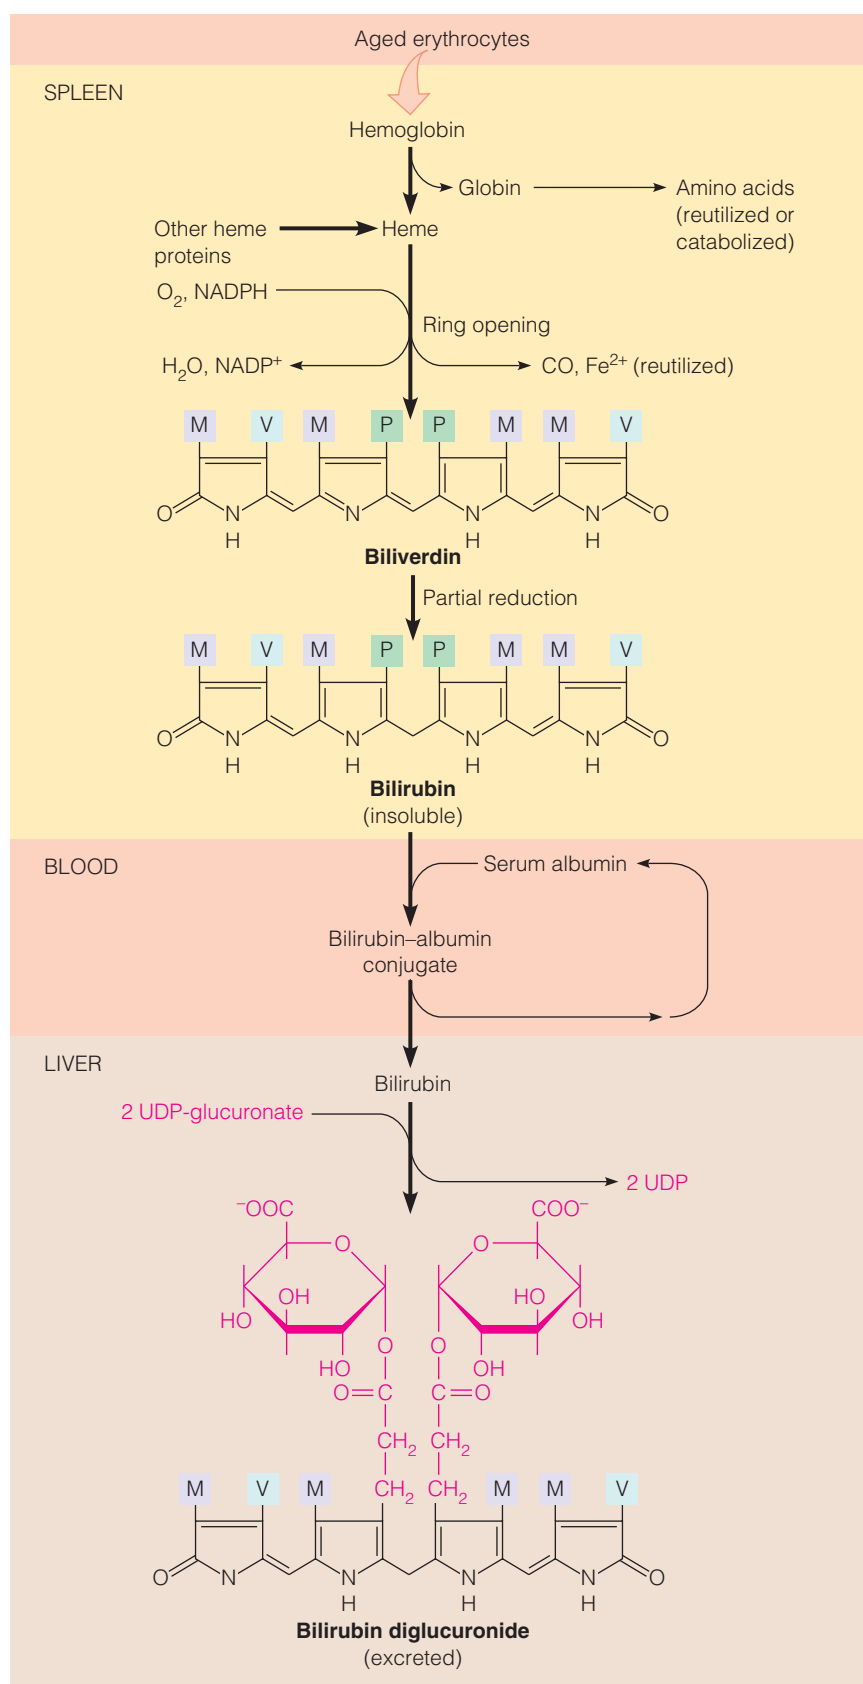 Aged erythrocytes
SPLEEN
Hemoglobin
Globin
Amino acids
(reutilized or
catabolized)
Other heme
proteins
Heme
O₂, NADPH
Ring opening
H₂O, NADP⁺
CO, Fe²⁺ (reutilized)
M V M P P M M V
O N N N N O
H H H
Biliverdin
Partial reduction
M V M P P M M V
O N N N N O
H H H H
Bilirubin
(insoluble)
BLOOD
Serum albumin
Bilirubin–albumin
conjugate
LIVER
Bilirubin
2 UDP-glucuronate
2 UDP
⁻OOC COO⁻
O O
OH HO
HO OH
O O
HO OH
O=C C=O
CH₂ CH₂
M V M CH₂ CH₂ M M V
O N N N N O
H H H
Bilirubin diglucuronide
(excreted)